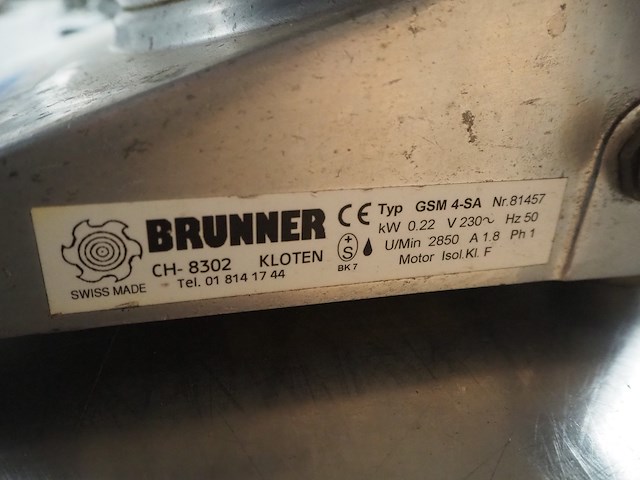 BRUNNER
CH- 8302 KLOTEN
Tel. 01 814 17 44
SWISS MADE
CE
+S
BK 7
Typ GSM 4-SA Nr.81457
kW 0.22 V 230~ Hz 50
U/Min 2850 A 1.8 Ph 1
Motor Isol.Kl. F